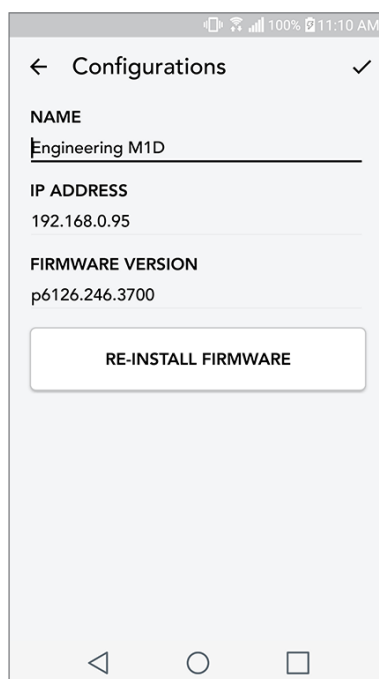 100% 11:10 AM
Configurations
NAME
Engineering M1D
IP ADDRESS
192.168.0.95
FIRMWARE VERSION
p6126.246.3700
RE-INSTALL FIRMWARE